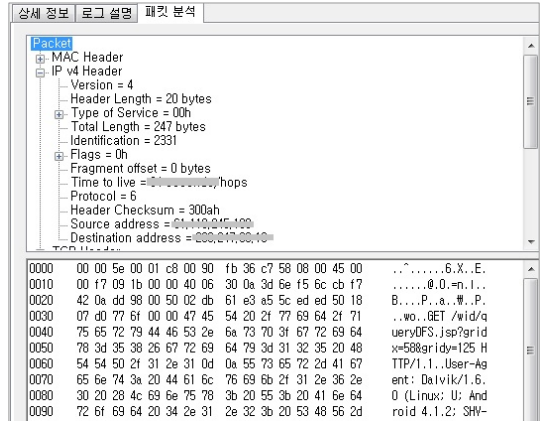 상세 정보 로그 설명 패킷 분석
Packet
MAC Header
IP v4 Header
Version = 4
Header Length = 20 bytes
Type of Service = 00h
Total Length = 247 bytes
Identification = 2331
Flags = 0h
Fragment offset = 0 bytes
Time to live = /hops
Protocol = 6
Header Checksum = 300ah
Source address =
Destination address =
TCP Header
0000 00 00 5e 00 01 c8 00 90 fb 36 c7 58 08 00 45 00 ..^......6.X..E.
0010 00 f7 09 1b 00 00 40 06 30 0a 3d 6e f5 6c cb f7 ......@.0.=n.l..
0020 42 0a dd 98 00 50 02 db 61 e3 a5 5c ed ed 50 18 B....P..a..₩..P.
0030 07 d0 77 6f 00 00 47 45 54 20 2f 77 69 64 2f 71 ..wo..GET /wid/q
0040 75 65 72 79 44 46 53 2e 6a 73 70 3f 67 72 69 64 ueryDFS.jsp?grid
0050 78 3d 35 38 26 67 72 69 64 79 3d 31 32 35 20 48 x=58&gridy=125 H
0060 54 54 50 2f 31 2e 31 0d 0a 55 73 65 72 2d 41 67 TTP/1.1..User-Ag
0070 65 6e 74 3a 20 44 61 6c 76 69 6b 2f 31 2e 36 2e ent: Dalvik/1.6.
0080 30 20 28 4c 69 6e 75 78 3b 20 55 3b 20 41 6e 64 0 (Linux; U; And
0090 72 6f 69 64 20 34 2e 31 2e 32 3b 20 53 48 56 2d roid 4.1.2; SHV-